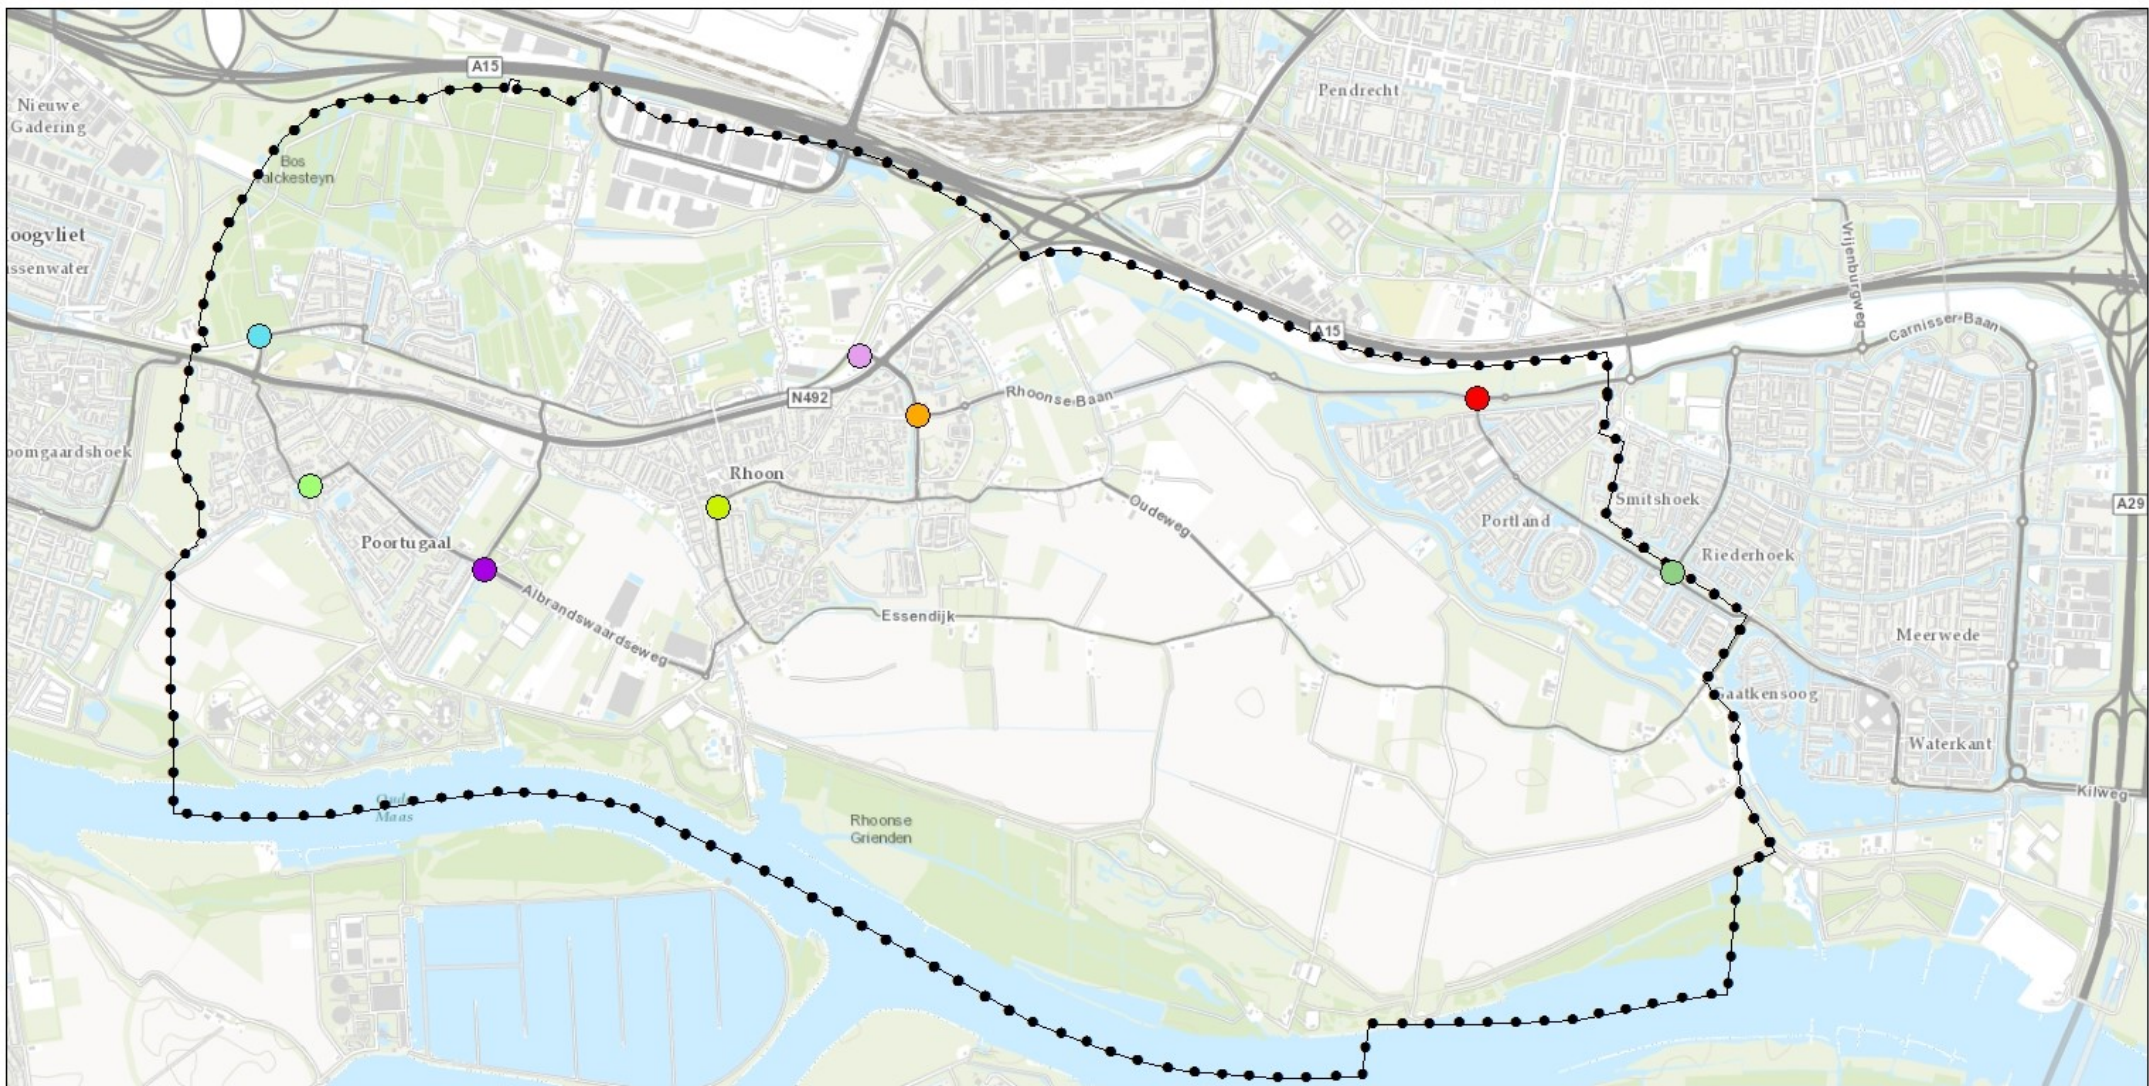 A15
Pendrecht
Nieuwe
Gadering
Bos
alckesteyn
oogvliet
ssenwater
Vrijenburgweg
A15
Carnisser-Baan
N492
Rhoonse-Baan
oomgaardshoek
Rhoon
Smitshoek
A29
Oudeweg
Portland
Poortugaal
Riederhoek
Albrandswaardseweg
Essendijk
Meerwede
Gaatkensoog
Waterkant
Kilweg
Oude
Maas
Rhoonse
Grienden